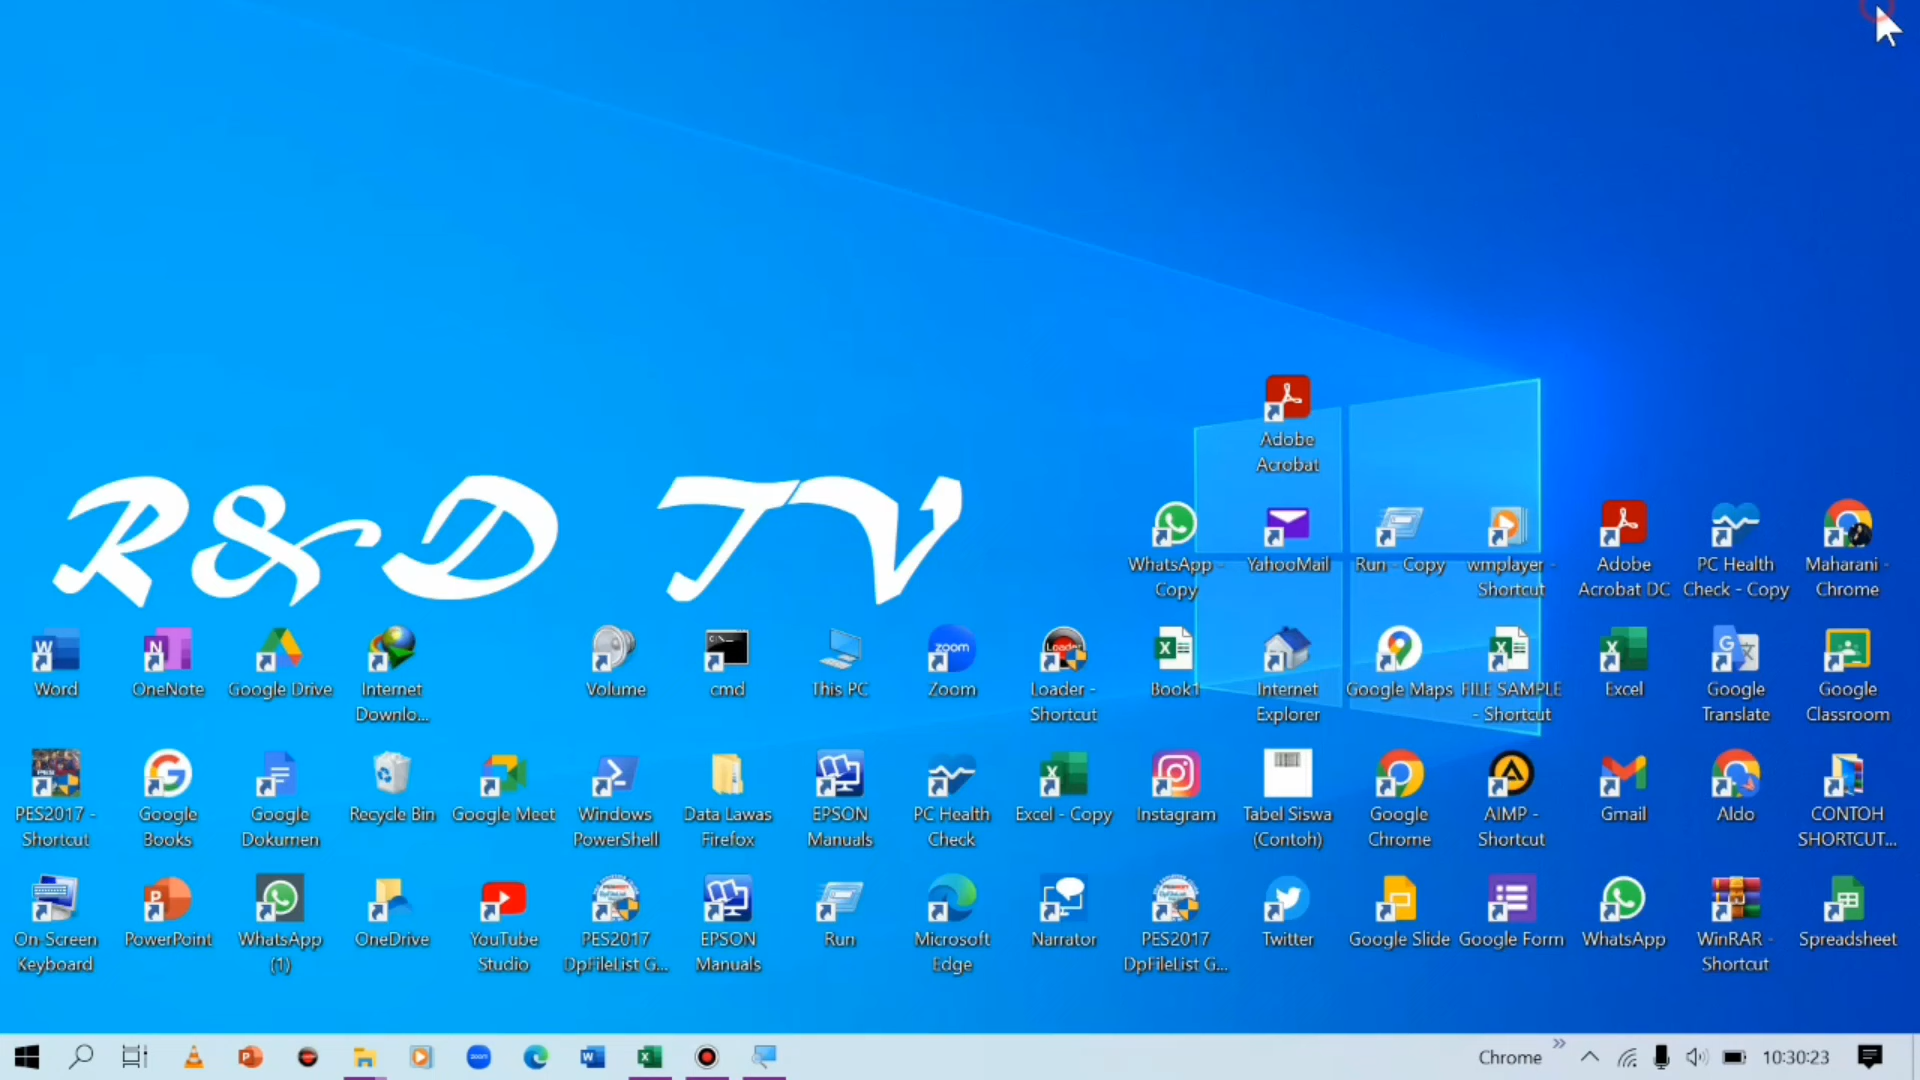 Adobe
Acrobat
R&D TV
WhatsApp -
Copy
YahooMail
Run - Copy
wmplayer -
Shortcut
Adobe
Acrobat DC
PC Health
Check - Copy
Maharani -
Chrome
Word
OneNote
Google Drive
Internet
Downlo...
Volume
cmd
This PC
zoom
Zoom
Loader
Loader -
Shortcut
Book1
Internet
Explorer
Google Maps
FILE SAMPLE
- Shortcut
Excel
Google
Translate
Google
Classroom
PES2017 -
Shortcut
Google
Books
Google
Dokumen
Recycle Bin
Google Meet
Windows
PowerShell
Data Lawas
Firefox
EPSON
Manuals
PC Health
Check
Excel - Copy
Instagram
Tabel Siswa
(Contoh)
Google
Chrome
AIMP -
Shortcut
Gmail
Aldo
CONTOH
SHORTCUT...
On-Screen
Keyboard
PowerPoint
WhatsApp
(1)
OneDrive
YouTube
Studio
PES2017
DpFileList G...
EPSON
Manuals
Run
Microsoft
Edge
Narrator
PES2017
DpFileList G...
Twitter
Google Slide
Google Form
WhatsApp
WinRAR -
Shortcut
Spreadsheet
zoom
Chrome
10:30:23